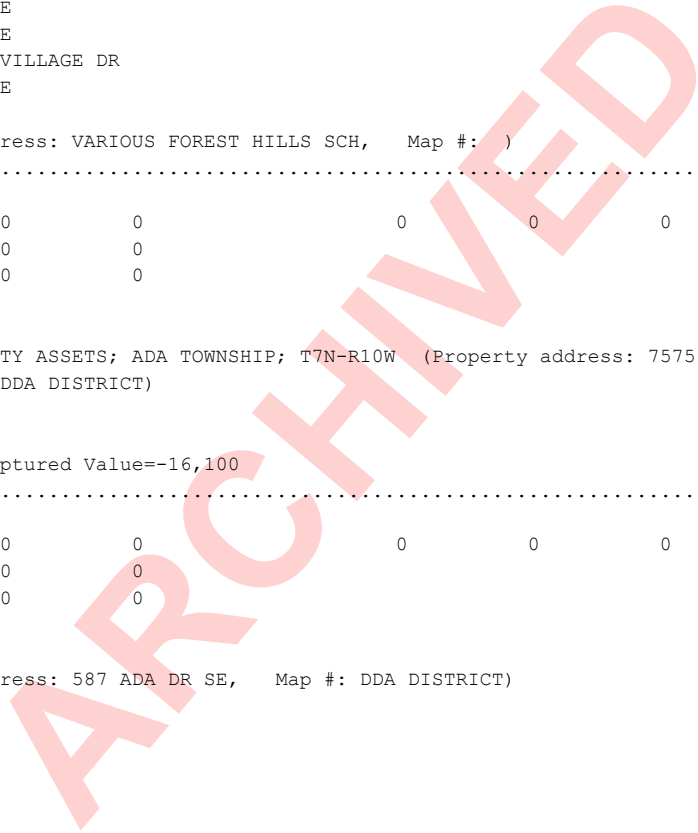 E
E
VILLAGE DR
E
ress: VARIOUS FOREST HILLS SCH, Map #: )
..........................................................
0 0 0 0 0
0 0
0 0
TY ASSETS; ADA TOWNSHIP; T7N-R10W (Property address: 7575
DDA DISTRICT)
ptured Value=-16,100
..........................................................
0 0 0 0 0
0 0
0 0
ress: 587 ADA DR SE, Map #: DDA DISTRICT)
ARCHIVED